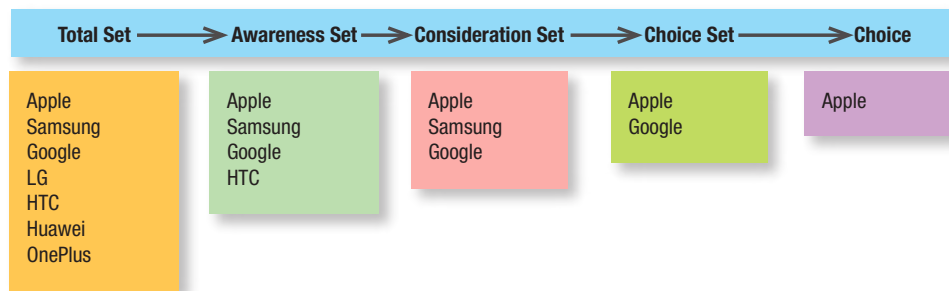 Total Set Awareness Set Consideration Set Choice Set Choice
Apple
Samsung
Google
LG
HTC
Huawei
OnePlus
Apple
Samsung
Google
HTC
Apple
Samsung
Google
Apple
Google
Apple